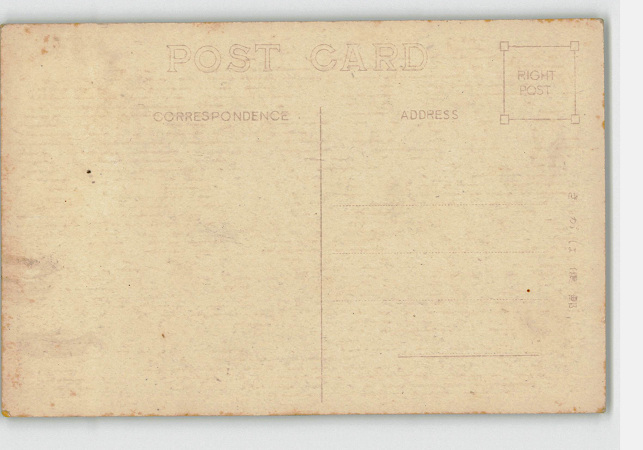 POST CARD
RIGHT
POST
CORRESPONDENCE
ADDRESS